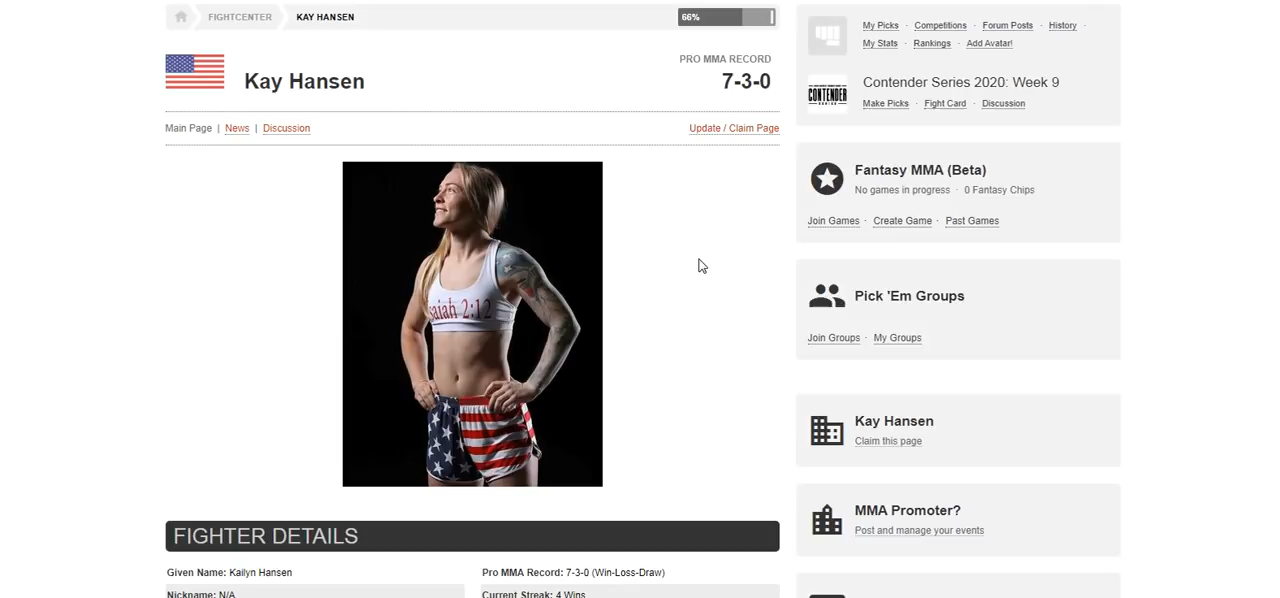 FIGHTCENTER
KAY HANSEN
66%
Kay Hansen
PRO MMA RECORD
7-3-0
Main Page | News | Discussion
Update / Claim Page
aiah 2:12
FIGHTER DETAILS
Given Name: Kailyn Hansen
Pro MMA Record: 7-3-0 (Win-Loss-Draw)
Nickname: N/A
Current Streak: 4 Wins
My Picks · Competitions · Forum Posts · History ·
My Stats · Rankings · Add Avatar!
CONTENDER
Contender Series 2020: Week 9
Make Picks · Fight Card · Discussion
Fantasy MMA (Beta)
No games in progress · 0 Fantasy Chips
Join Games · Create Game · Past Games
Pick 'Em Groups
Join Groups · My Groups
Kay Hansen
Claim this page
MMA Promoter?
Post and manage your events